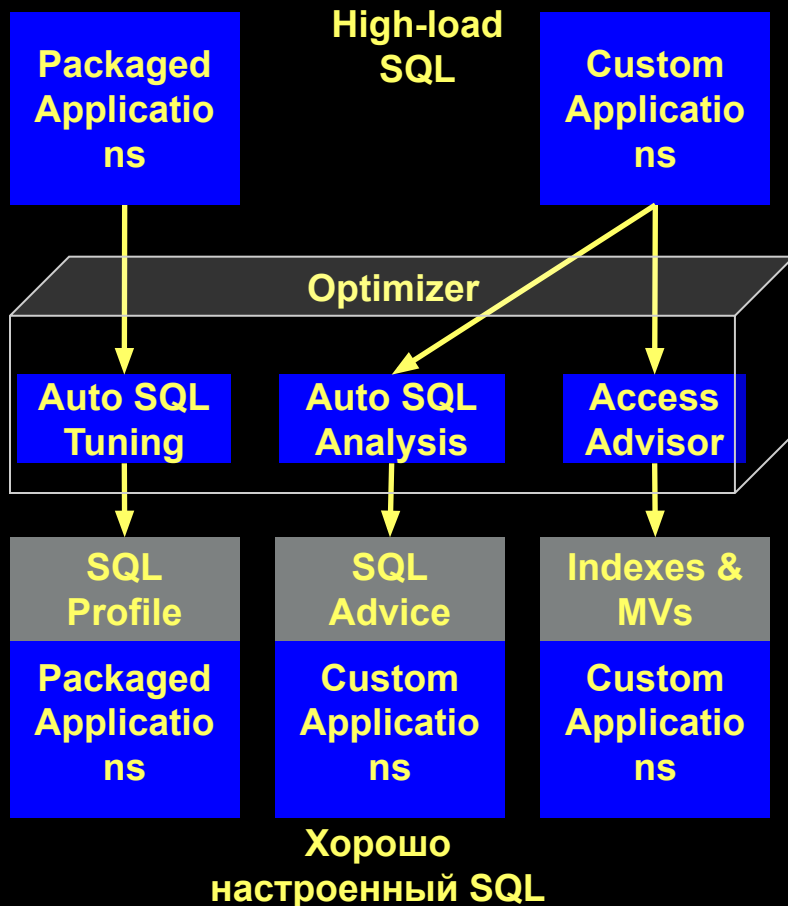 High-load
SQL
Packaged
Applicatio
ns
Custom
Applicatio
ns
Optimizer
Auto SQL
Tuning
Auto SQL
Analysis
Access
Advisor
SQL
Profile
SQL
Advice
Indexes &
MVs
Packaged
Applicatio
ns
Custom
Applicatio
ns
Custom
Applicatio
ns
Хорошо
настроенный SQL